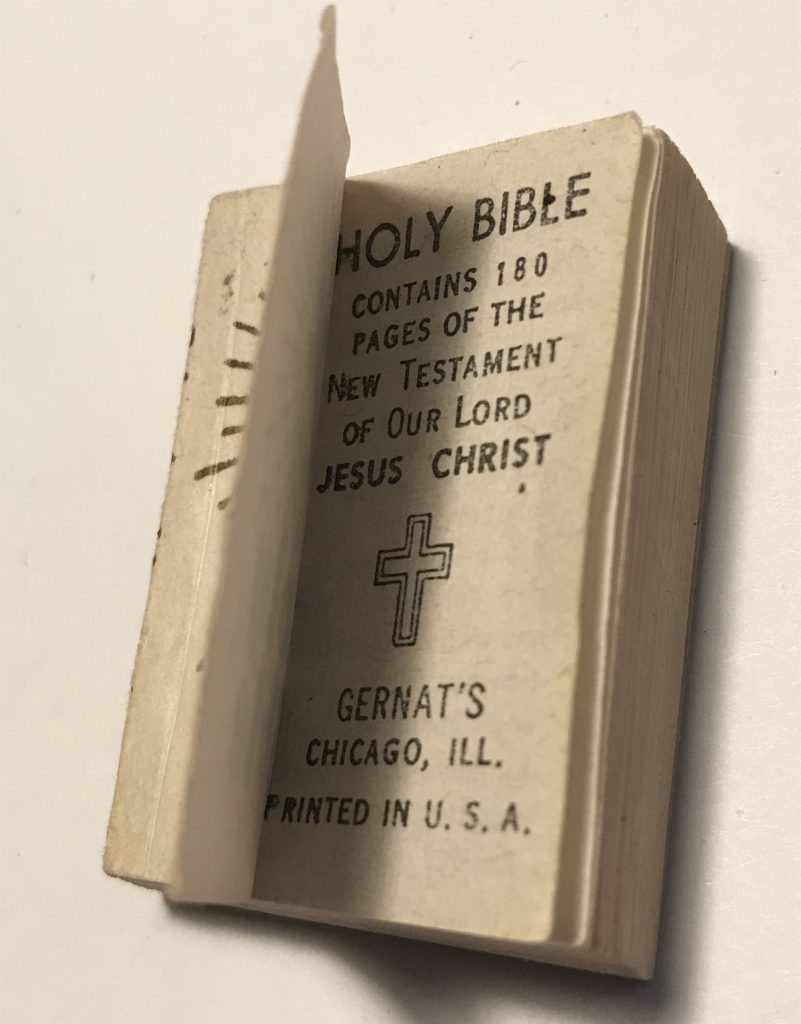 HOLY BIBLE
CONTAINS 180
PAGES OF THE
NEW TESTAMENT
OF OUR LORD
JESUS CHRIST
GERNAT'S
CHICAGO, ILL.
PRINTED IN U. S. A.